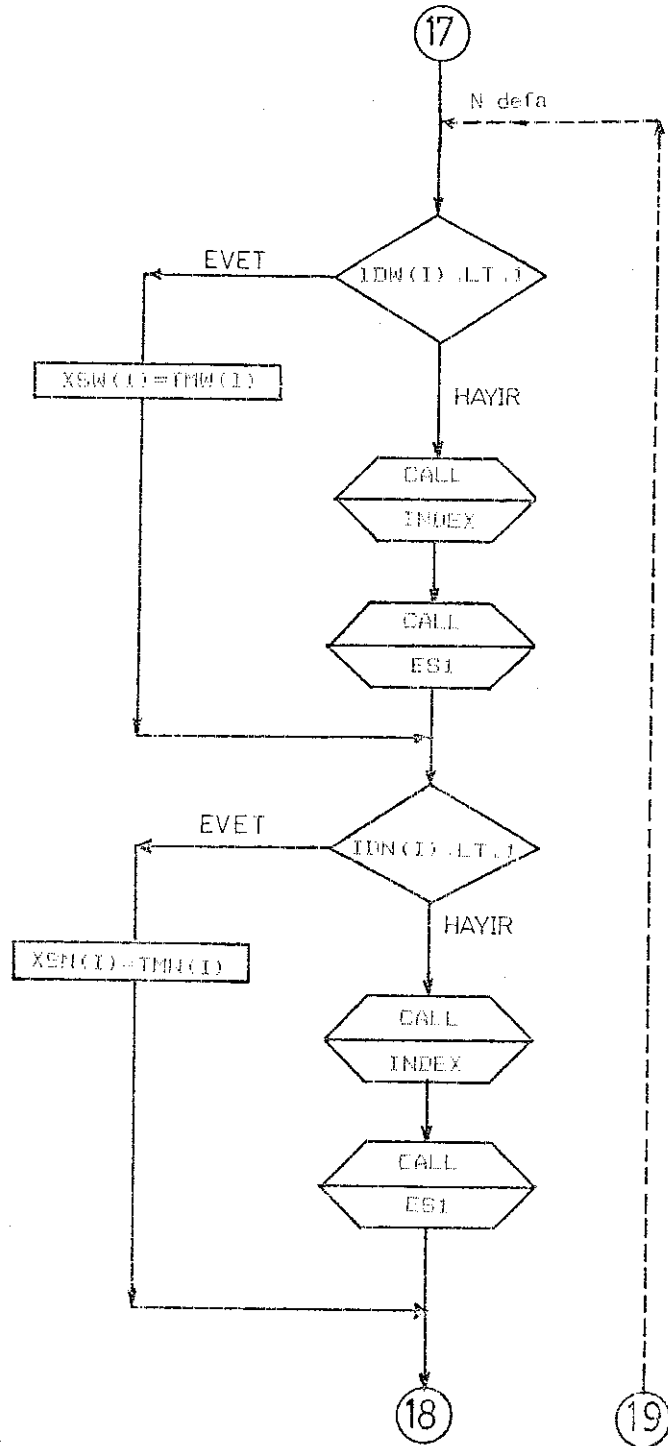 17
N defa
EVET
IDW(I).LT.1
XSW(I)=TMW(I)
HAYIR
CALL
INDEX
CALL
ES1
EVET
IDN(I).LT.1
HAYIR
XSN(I)=TMN(I)
CALL
INDEX
CALL
ES1
18
19